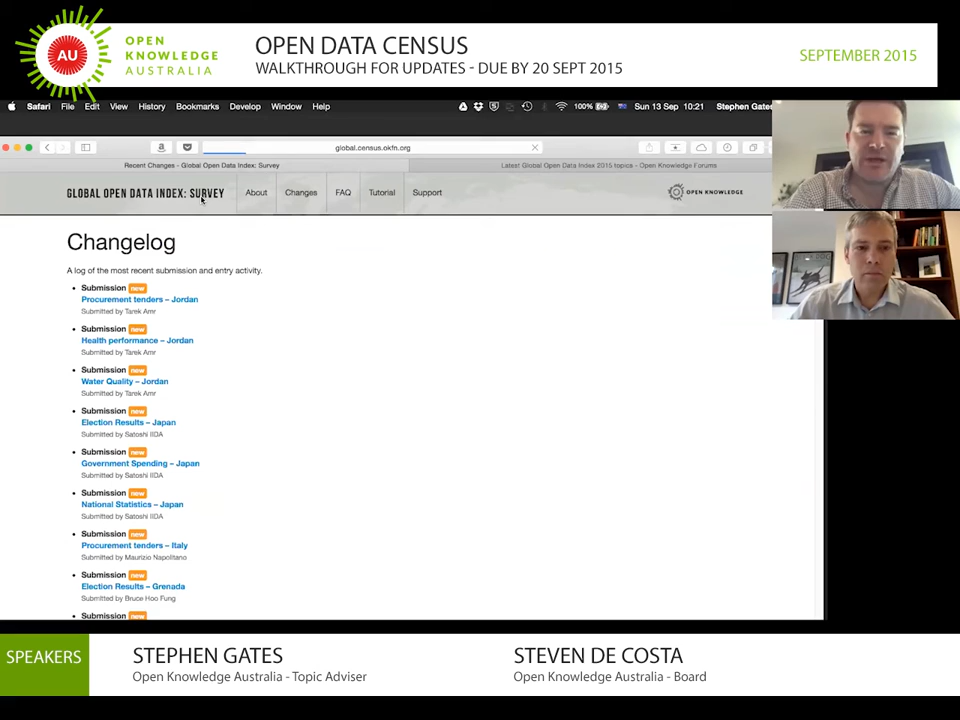 AU
OPEN
KNOWLEDGE
AUSTRALIA
OPEN DATA CENSUS
WALKTHROUGH FOR UPDATES - DUE BY 20 SEPT 2015
SEPTEMBER 2015
Safari File Edit View History Bookmarks Develop Window Help
100% Sun 13 Sep 10:21 Stephen Gates
global.census.okfn.org
Recent Changes - Global Open Data Index: Survey
Latest Global Open Data Index 2015 topics - Open Knowledge Forums
GLOBAL OPEN DATA INDEX: SURVEY
About Changes FAQ Tutorial Support
OPEN KNOWLEDGE
Changelog
A log of the most recent submission and entry activity.
Submission new
Procurement tenders – Jordan
Submitted by Tarek Amr
Submission new
Health performance – Jordan
Submitted by Tarek Amr
Submission new
Water Quality – Jordan
Submitted by Tarek Amr
Submission new
Election Results – Japan
Submitted by Satoshi IIDA
Submission new
Government Spending – Japan
Submitted by Satoshi IIDA
Submission new
National Statistics – Japan
Submitted by Satoshi IIDA
Submission new
Procurement tenders – Italy
Submitted by Maurizio Napolitano
Submission new
Election Results – Grenada
Submitted by Bruce Hoo Fung
Submission new
SPEAKERS
STEPHEN GATES
Open Knowledge Australia - Topic Adviser
STEVEN DE COSTA
Open Knowledge Australia - Board